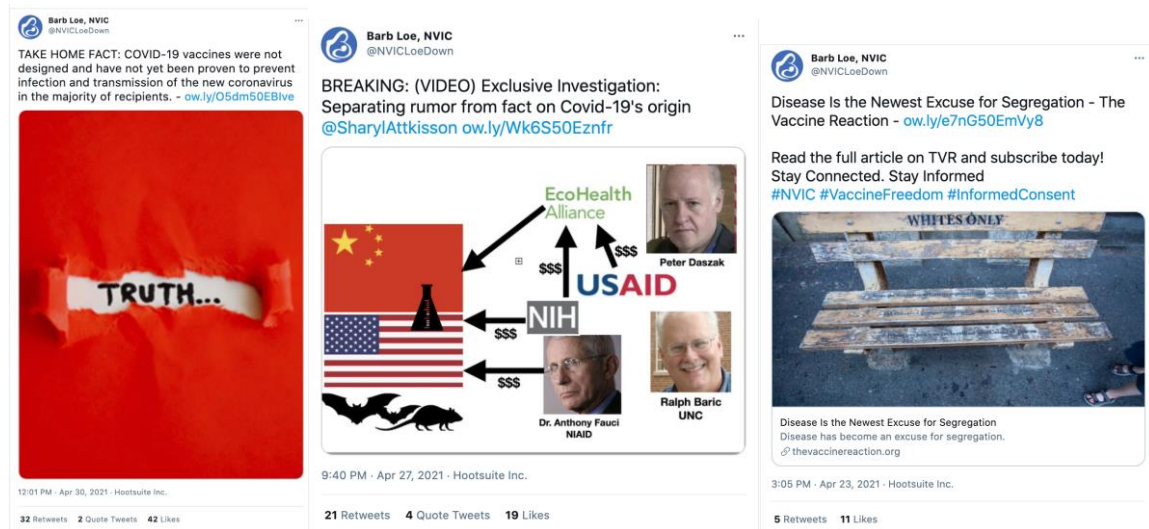 Barb Loe, NVIC
@NVICLoeDown
TAKE HOME FACT: COVID-19 vaccines were not
designed and have not yet been proven to prevent
infection and transmission of the new coronavirus
in the majority of recipients. - ow.ly/O5dm50EBIve
TRUTH...
12:01 PM · Apr 30, 2021 · Hootsuite Inc.
32 Retweets 2 Quote Tweets 42 Likes
Barb Loe, NVIC
@NVICLoeDown
BREAKING: (VIDEO) Exclusive Investigation:
Separating rumor from fact on Covid-19's origin
@SharylAttkisson ow.ly/Wk6S50Eznfr
EcoHealth
Alliance
Peter Daszak
$$$
$$$
USAID
NIH
$$$
$$$
Dr. Anthony Fauci
NIAID
Ralph Baric
UNC
9:40 PM · Apr 27, 2021 · Hootsuite Inc.
21 Retweets 4 Quote Tweets 19 Likes
Barb Loe, NVIC
@NVICLoeDown
Disease Is the Newest Excuse for Segregation - The
Vaccine Reaction - ow.ly/e7nG50EmVy8
Read the full article on TVR and subscribe today!
Stay Connected. Stay Informed
#NVIC #VaccineFreedom #InformedConsent
WHITES ONLY
Disease Is the Newest Excuse for Segregation
Disease has become an excuse for segregation.
thevaccinereaction.org
3:05 PM · Apr 23, 2021 · Hootsuite Inc.
5 Retweets 11 Likes